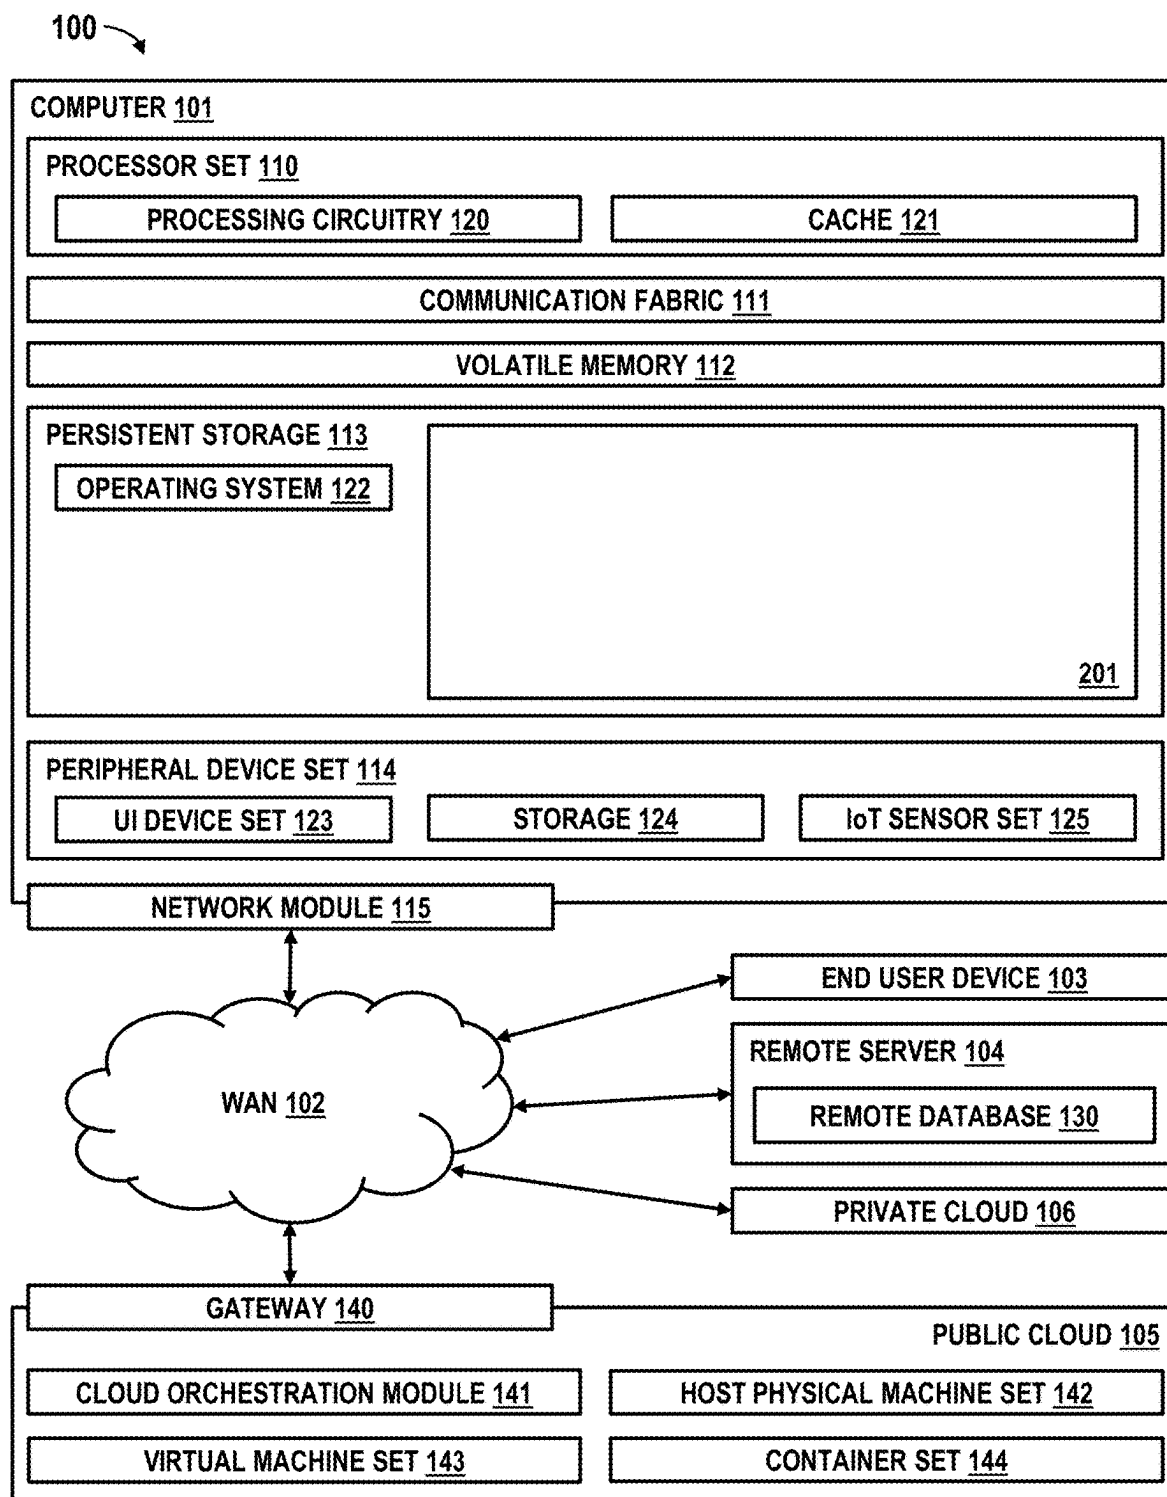 100
COMPUTER 101
PROCESSOR SET 110
PROCESSING CIRCUITRY 120
CACHE 121
COMMUNICATION FABRIC 111
VOLATILE MEMORY 112
PERSISTENT STORAGE 113
OPERATING SYSTEM 122
201
PERIPHERAL DEVICE SET 114
UI DEVICE SET 123
STORAGE 124
IoT SENSOR SET 125
NETWORK MODULE 115
END USER DEVICE 103
REMOTE SERVER 104
WAN 102
REMOTE DATABASE 130
PRIVATE CLOUD 106
GATEWAY 140
PUBLIC CLOUD 105
CLOUD ORCHESTRATION MODULE 141
HOST PHYSICAL MACHINE SET 142
VIRTUAL MACHINE SET 143
CONTAINER SET 144